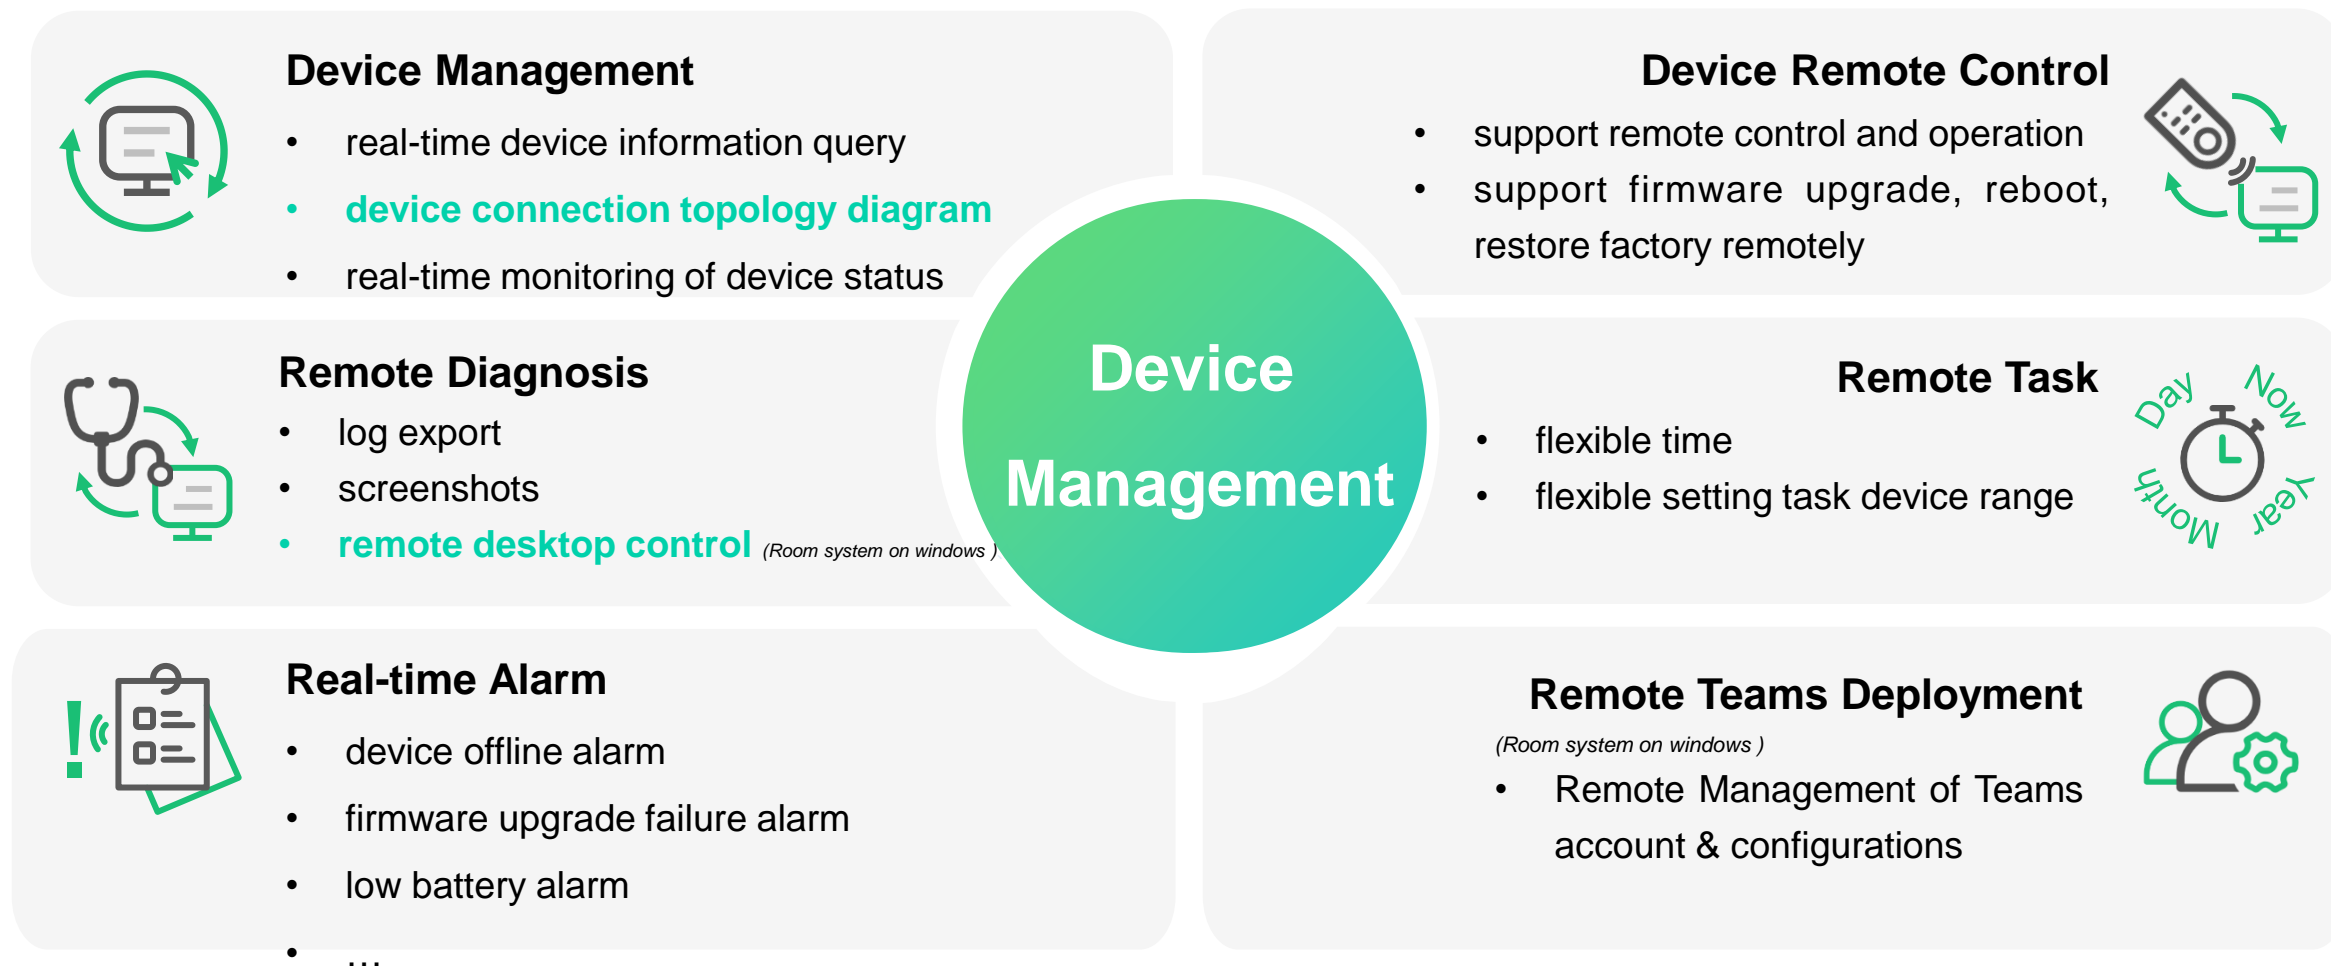 Device Management
• real-time device information query
• device connection topology diagram
• real-time monitoring of device status
Remote Diagnosis
• log export
• screenshots
• remote desktop control (Room system on windows )
Real-time Alarm
• device offline alarm
• firmware upgrade failure alarm
• low battery alarm
• ...
Device
Management
Device Remote Control
• support remote control and operation
• support firmware upgrade, reboot,
restore factory remotely
Remote Task
• flexible time
• flexible setting task device range
Day
Now
Month
Year
Remote Teams Deployment
(Room system on windows )
• Remote Management of Teams
account & configurations